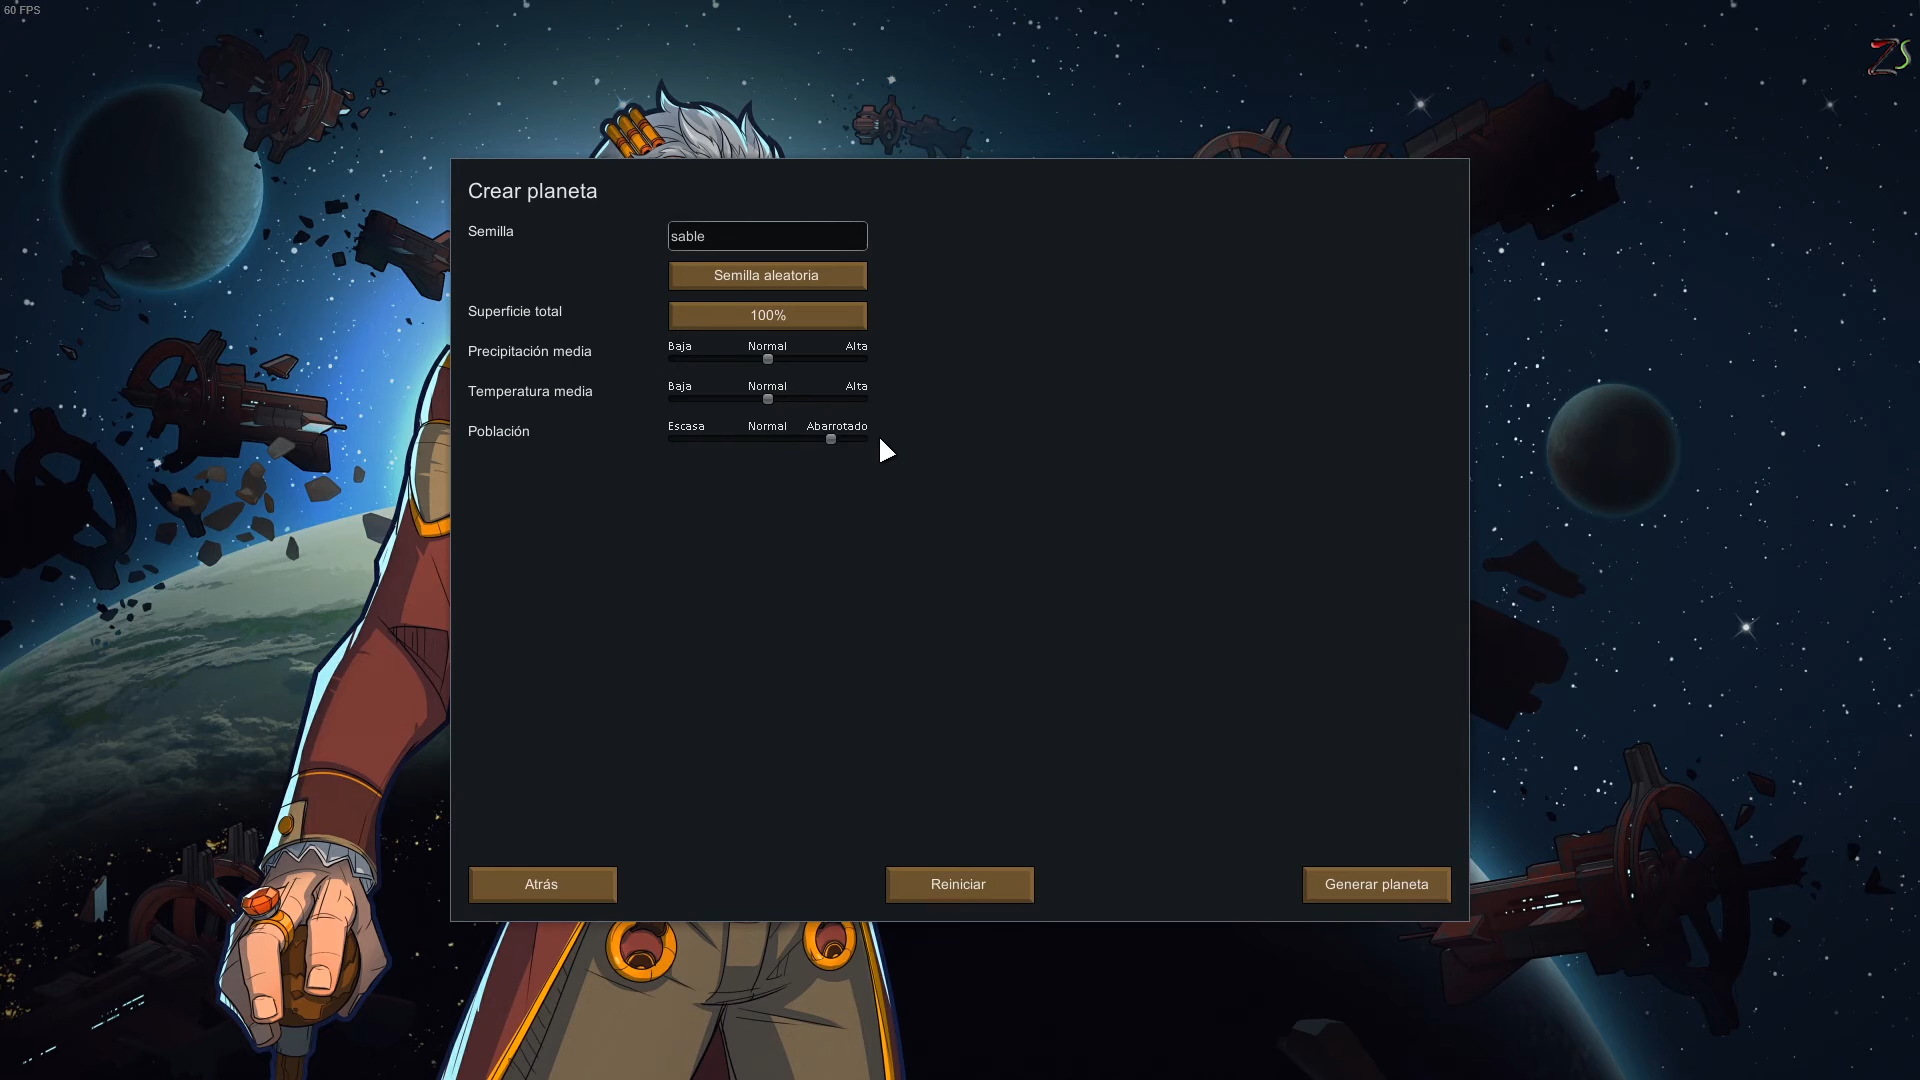 60 FPS
ZS
Crear planeta
Semilla
sable
Semilla aleatoria
Superficie total
100%
Precipitación media
Baja Normal Alta
Temperatura media
Baja Normal Alta
Población
Escasa Normal Abarrotado
Atrás
Reiniciar
Generar planeta